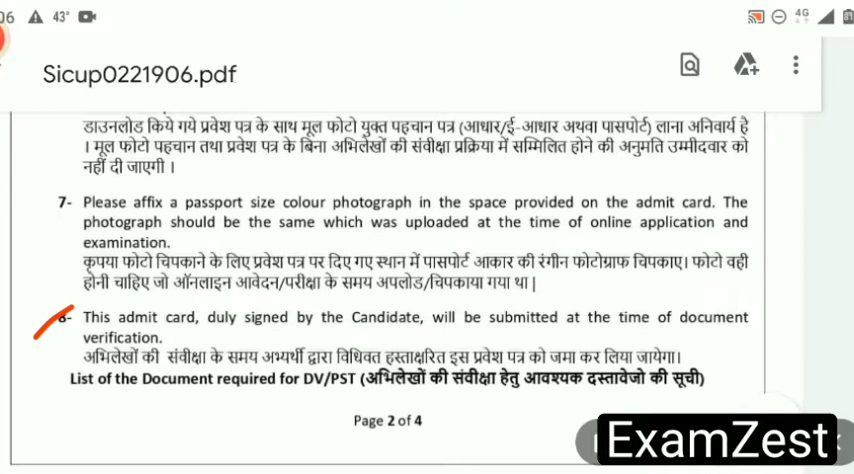 06 43°
4G
Sicup0221906.pdf
डाउनलोड किये गये प्रवेश पत्र के साथ मूल फोटो युक्त पहचान पत्र (आधार/ई-आधार अथवा पासपोर्ट) लाना अनिवार्य है
। मूल फोटो पहचान तथा प्रवेश पत्र के बिना अभिलेखों की संवीक्षा प्रक्रिया में सम्मिलित होने की अनुमति उम्मीदवार को
नहीं दी जाएगी ।
7- Please affix a passport size colour photograph in the space provided on the admit card. The
photograph should be the same which was uploaded at the time of online application and
examination.
कृपया फोटो चिपकाने के लिए प्रवेश पत्र पर दिए गए स्थान में पासपोर्ट आकार की रंगीन फोटोग्राफ चिपकाए। फोटो वही
होनी चाहिए जो ऑनलाइन आवेदन/परीक्षा के समय अपलोड/चिपकाया गया था |
8- This admit card, duly signed by the Candidate, will be submitted at the time of document
verification.
अभिलेखों की संवीक्षा के समय अभ्यर्थी द्वारा विधिवत हस्ताक्षरित इस प्रवेश पत्र को जमा कर लिया जायेगा।
List of the Document required for DV/PST (अभिलेखों की संवीक्षा हेतु आवश्यक दस्तावेजो की सूची)
Page 2 of 4
ExamZest